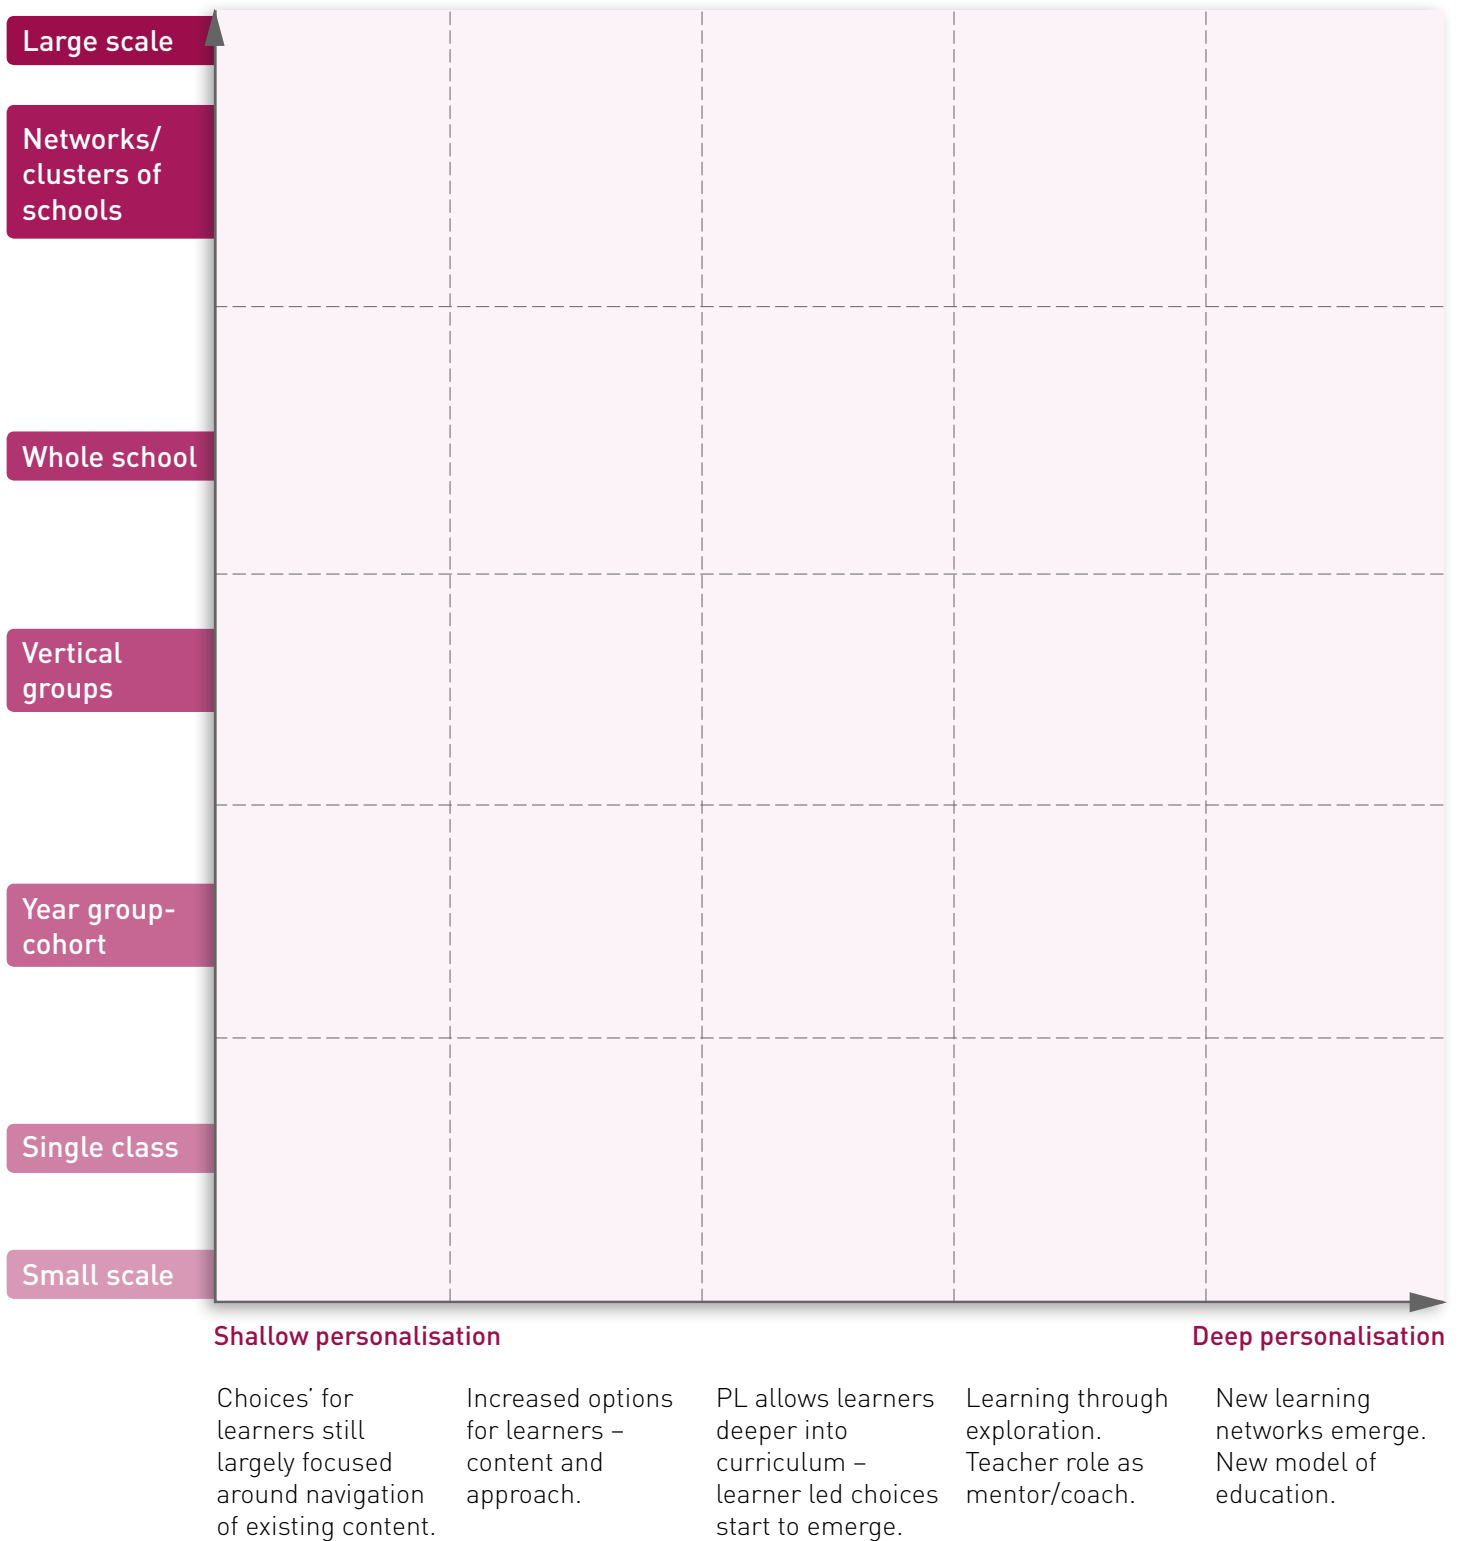 Large scale
Networks/
clusters of
schools
Whole school
Vertical
groups
Year group-
cohort
Single class
Small scale
Shallow personalisation
Deep personalisation
Choices’ for
learners still
largely focused
around navigation
of existing content.
Increased options
for learners –
content and
approach.
PL allows learners
deeper into
curriculum –
learner led choices
start to emerge.
Learning through
exploration.
Teacher role as
mentor/coach.
New learning
networks emerge.
New model of
education.